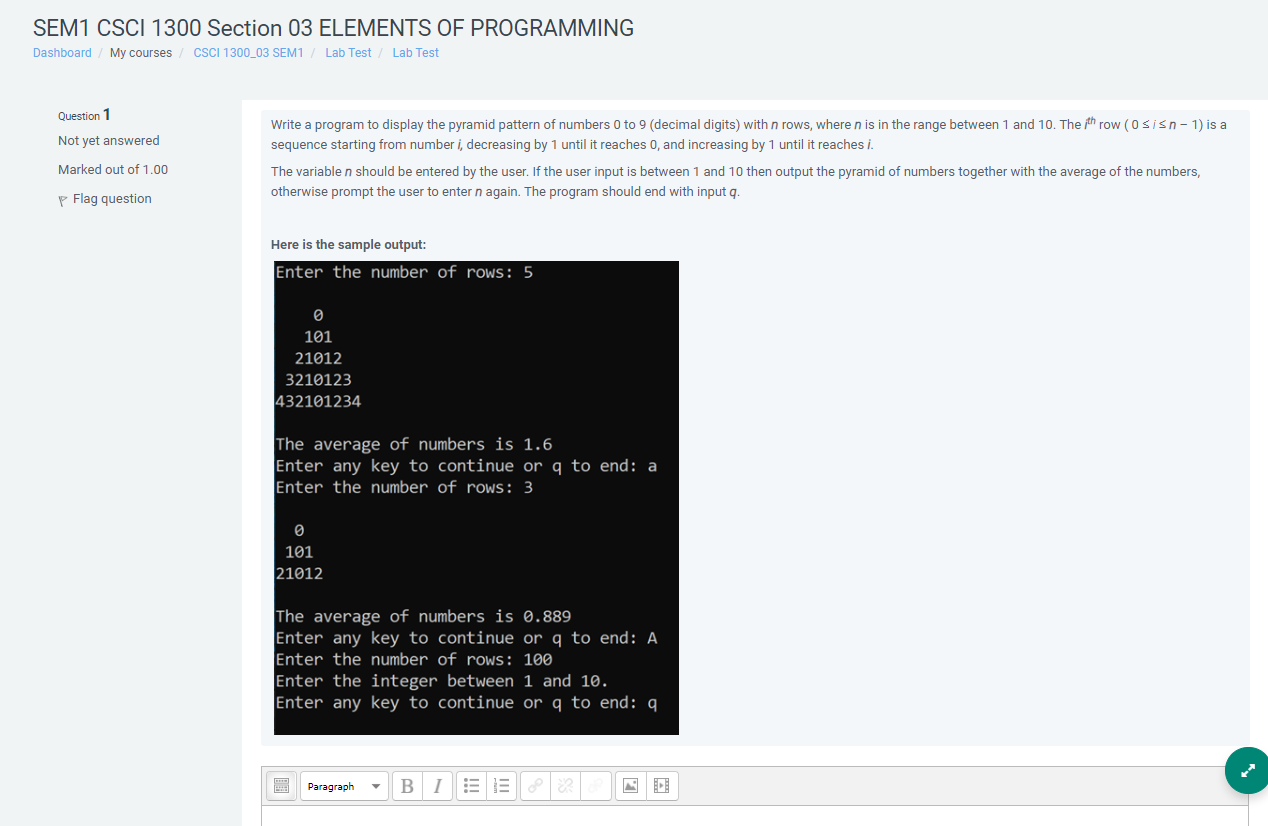 SEM1 CSCI 1300 Section 03 ELEMENTS OF PROGRAMMING
Dashboard / My courses / CSCI 1300_03 SEM1 / Lab Test / Lab Test
Question 1
Not yet answered
Marked out of 1.00
Flag question
Write a program to display the pyramid pattern of numbers 0 to 9 (decimal digits) with n rows, where n is in the range between 1 and 10. The ith row ( 0 ≤ i ≤ n − 1) is a
sequence starting from number i, decreasing by 1 until it reaches 0, and increasing by 1 until it reaches i.
The variable n should be entered by the user. If the user input is between 1 and 10 then output the pyramid of numbers together with the average of the numbers,
otherwise prompt the user to enter n again. The program should end with input q.
Here is the sample output:
Enter the number of rows: 5
    0
   101
  21012
 3210123
432101234
The average of numbers is 1.6
Enter any key to continue or q to end: a
Enter the number of rows: 3
  0
 101
21012
The average of numbers is 0.889
Enter any key to continue or q to end: A
Enter the number of rows: 100
Enter the integer between 1 and 10.
Enter any key to continue or q to end: q
Paragraph B I